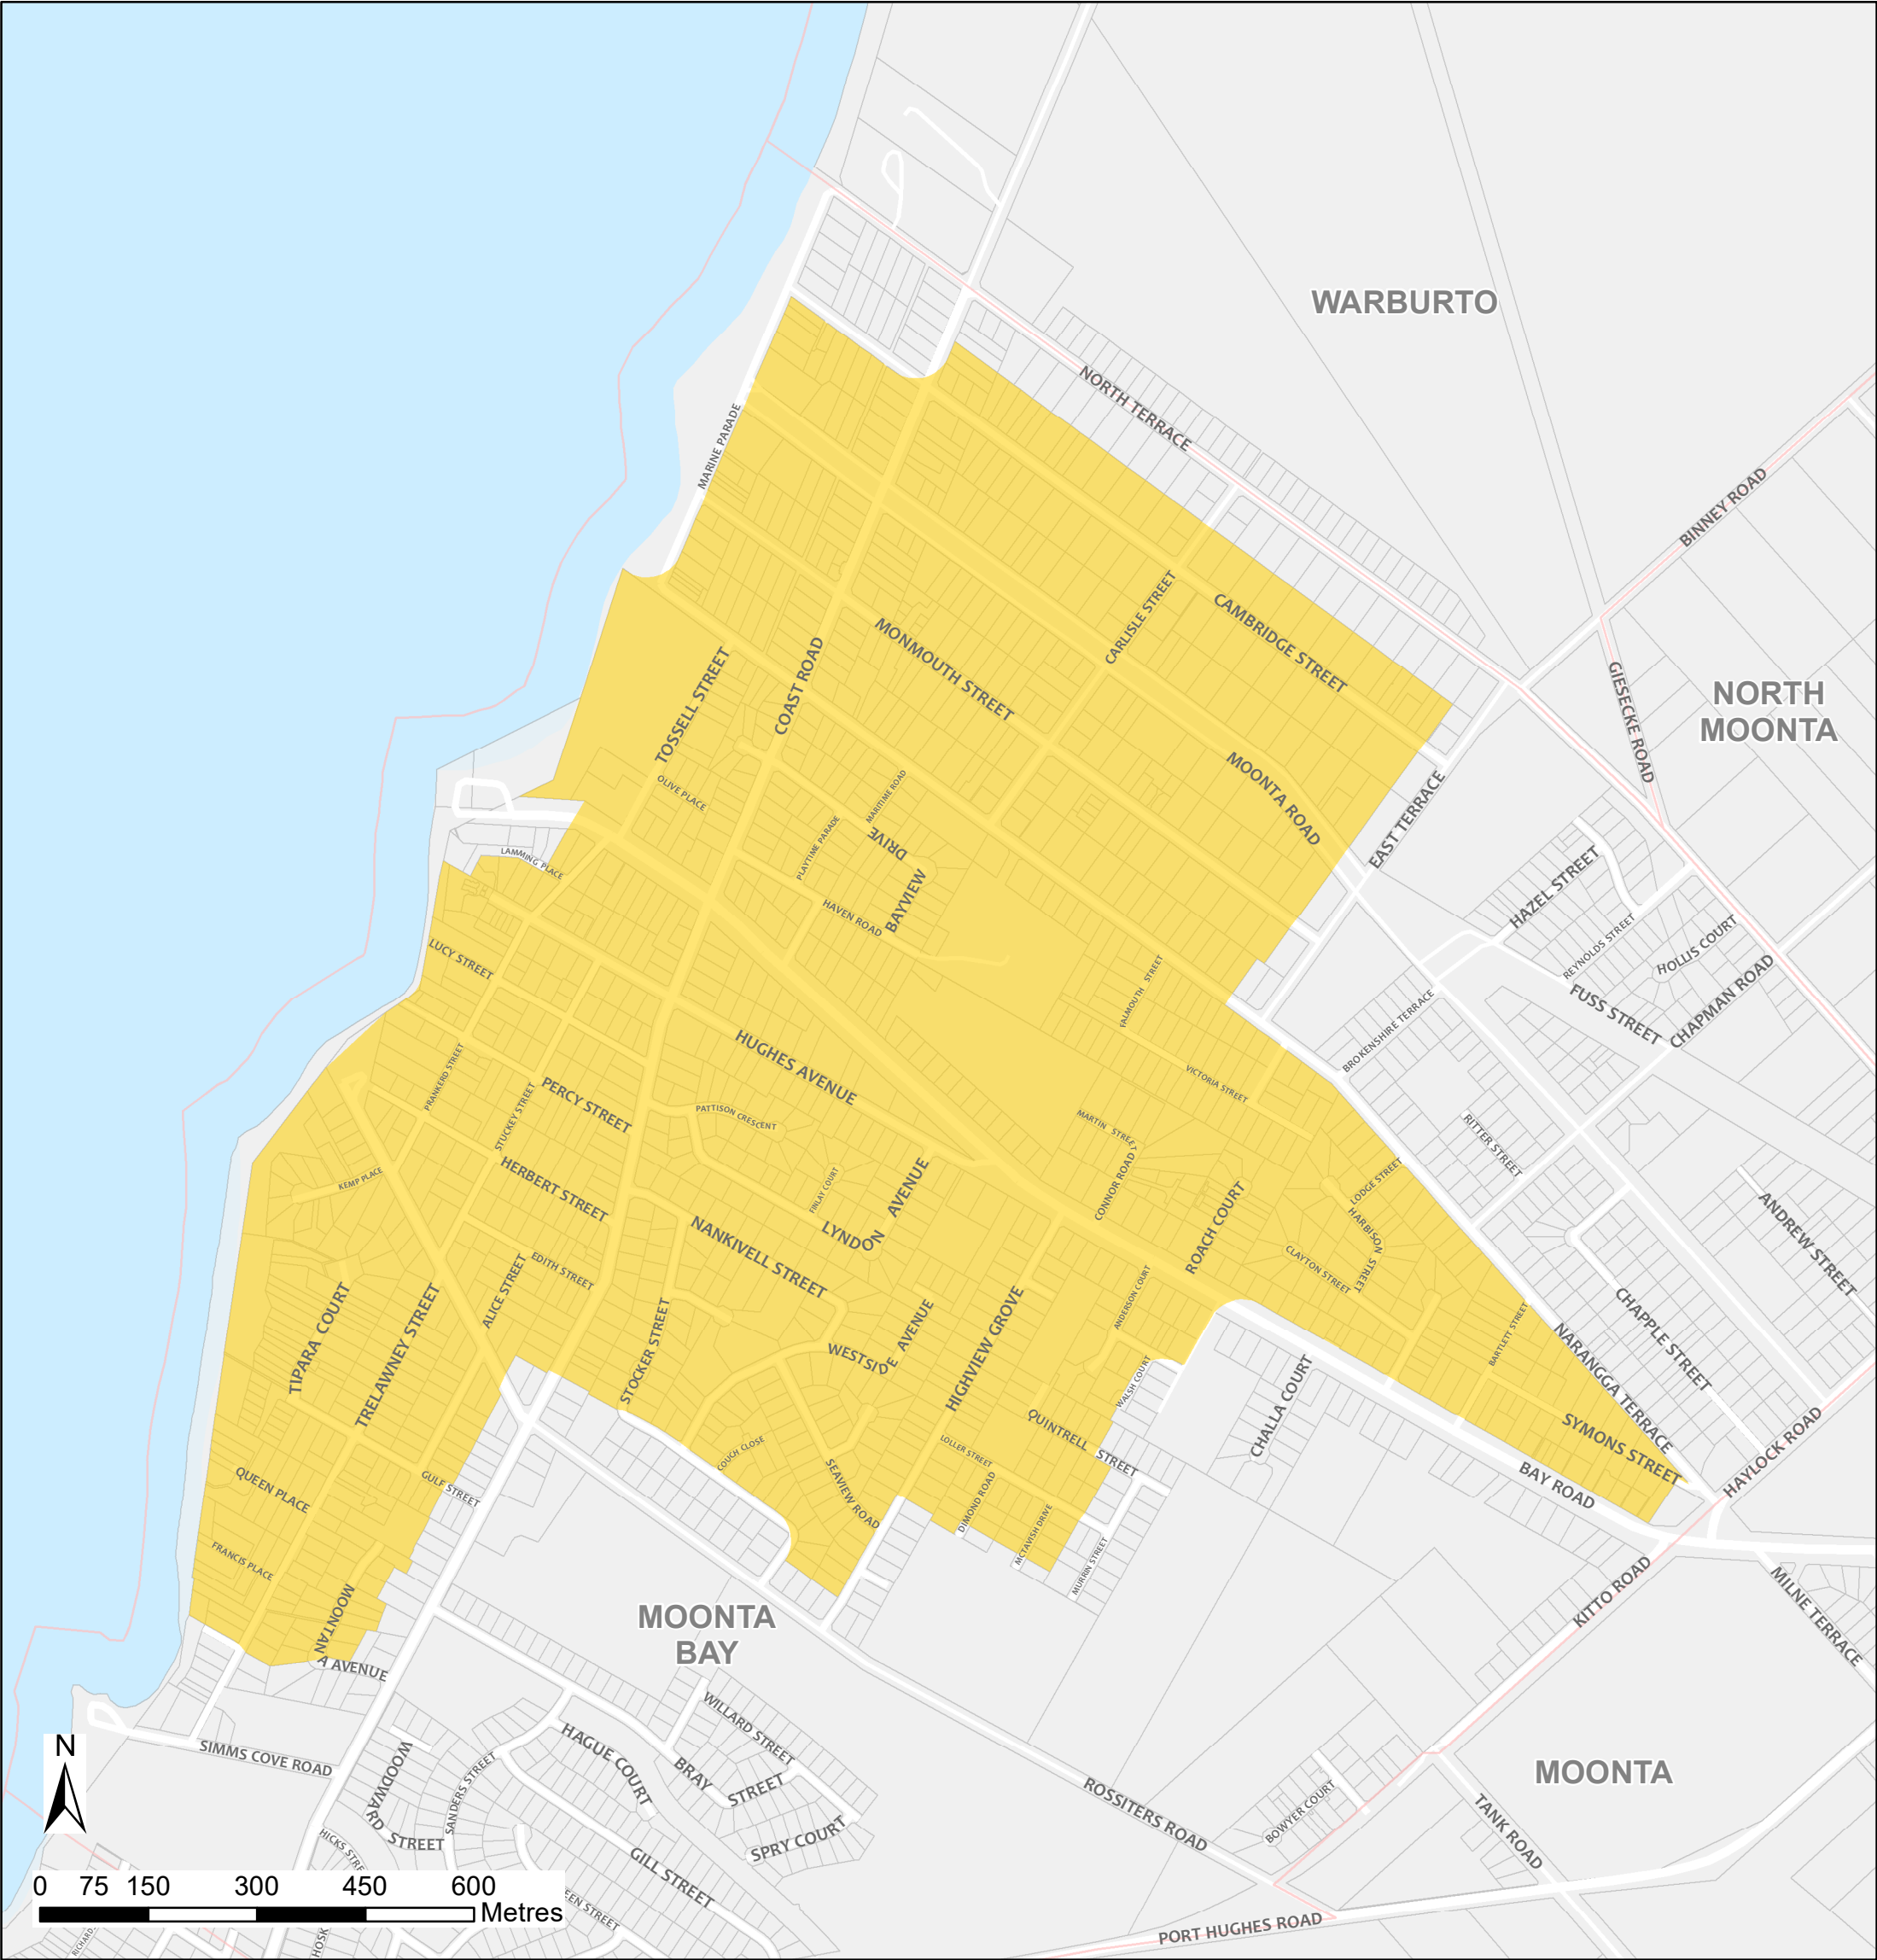 WARBURTO
NORTH TERRACE
MARINE PARADE
BINNEY ROAD
CARLISLE STREET
CAMBRIDGE STREET
MONMOUTH STREET
COAST ROAD
TOSSELL STREET
GIESECKE ROAD
NORTH
MOONTA
MOONTA ROAD
EAST TERRACE
OLIVE PLACE
MARITIME ROAD
PLAYTIME PARADE
DRIVE
BAYVIEW
HAVEN ROAD
LAMMING PLACE
HAZEL STREET
REYNOLDS STREET
HOLLIS COURT
FUSS STREET
CHAPMAN ROAD
LUCY STREET
FALMOUTH STREET
BROKENSHIRE TERRACE
HUGHES AVENUE
PRANKERD STREET
STUCKEY STREET
PERCY STREET
PATTISON CRESCENT
VICTORIA STREET
MARTIN STREET
CONNOR ROAD
RITTER STREET
KEMP PLACE
HERBERT STREET
FINLAY COURT
LYNDON AVENUE
ROACH COURT
LODGE STREET
HARBISON STREET
CLAYTON STREET
ANDREW STREET
NANKIVELL STREET
EDITH STREET
ALICE STREET
TIPARA COURT
TRELAWNEY STREET
STOCKER STREET
WESTSIDE AVENUE
HIGHVIEW GROVE
ANDERSON COURT
BARTLETT STREET
NARANGGA TERRACE
CHAPPLE STREET
WALSH COURT
CHALLA COURT
QUINTRELL STREET
LOLLER STREET
COUCH CLOSE
SEAVIEW ROAD
DIMOND ROAD
MCTAVISH DRIVE
MURRIN STREET
SYMONS STREET
BAY ROAD
HAYLOCK ROAD
QUEEN PLACE
GULF STREET
FRANCIS PLACE
MOONTAN
A AVENUE
MOONTA
BAY
KITTO ROAD
MILNE TERRACE
SIMMS COVE ROAD
WOODWARD STREET
SANDERS STREET
HAGUE COURT
WILLARD STREET
BRAY STREET
SPRY COURT
GILL STREET
ROSSITERS ROAD
BOWYER COURT
MOONTA
TANK ROAD
PORT HUGHES ROAD
HICKS STRE
EEN STREET
HOSK
RICHARDS
N
0 75 150 300 450 600
Metres